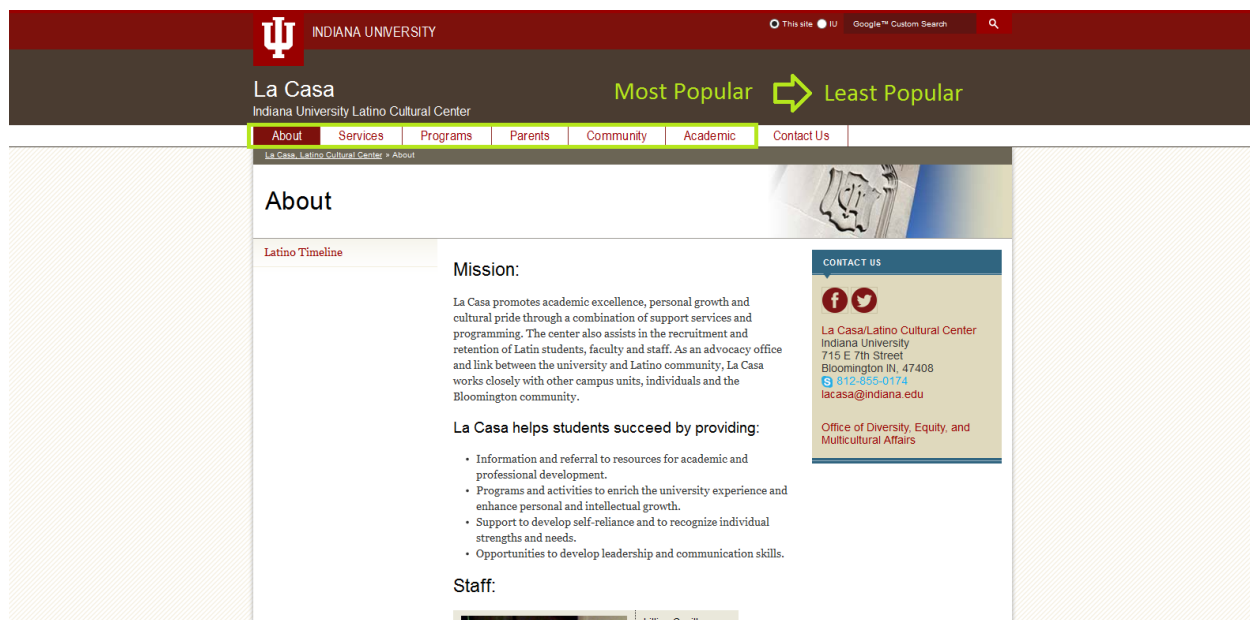 INDIANA UNIVERSITY
This site IU Google™ Custom Search
La Casa
Indiana University Latino Cultural Center
Most Popular Least Popular
About Services Programs Parents Community Academic Contact Us
La Casa, Latino Cultural Center » About
About
Latino Timeline
Mission:
La Casa promotes academic excellence, personal growth and
cultural pride through a combination of support services and
programming. The center also assists in the recruitment and
retention of Latin students, faculty and staff. As an advocacy office
and link between the university and Latino community, La Casa
works closely with other campus units, individuals and the
Bloomington community.
La Casa helps students succeed by providing:
• Information and referral to resources for academic and
professional development.
• Programs and activities to enrich the university experience and
enhance personal and intellectual growth.
• Support to develop self-reliance and to recognize individual
strengths and needs.
• Opportunities to develop leadership and communication skills.
Staff:
CONTACT US
La Casa/Latino Cultural Center
Indiana University
715 E 7th Street
Bloomington IN, 47408
812-855-0174
lacasa@indiana.edu
Office of Diversity, Equity, and
Multicultural Affairs